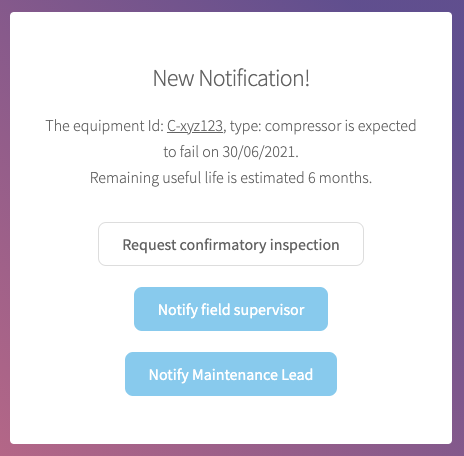 New Notification!
The equipment Id: C-xyz123, type: compressor is expected
to fail on 30/06/2021.
Remaining useful life is estimated 6 months.
Request confirmatory inspection
Notify field supervisor
Notify Maintenance Lead